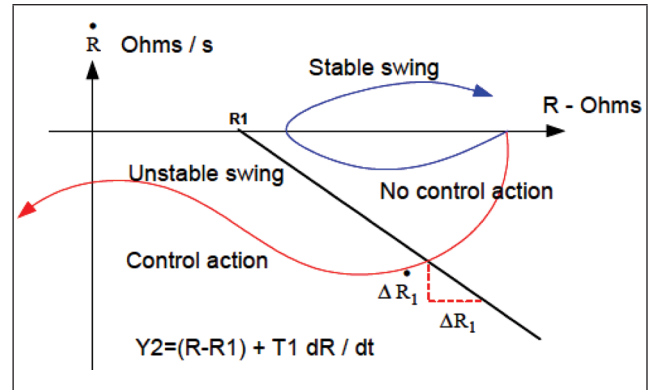 Ṙ Ohms / s
Stable swing
R - Ohms
R1
Unstable swing
No control action
Control action
ΔṘ₁
ΔR₁
Y2=(R-R1) + T1 dR / dt